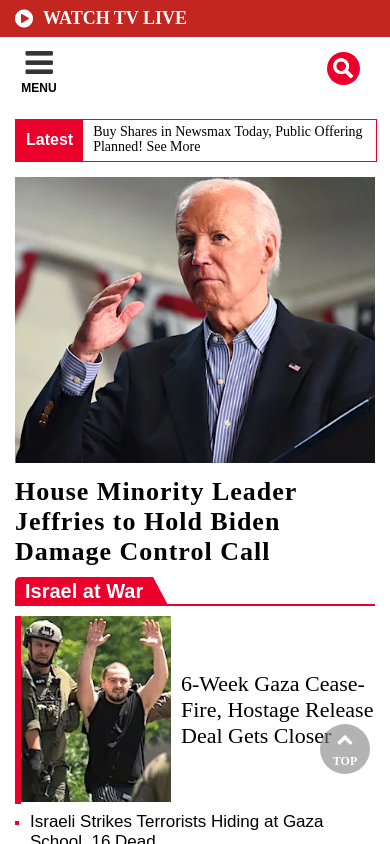 WATCH TV LIVE
MENU
Latest
Buy Shares in Newsmax Today, Public Offering
Planned! See More
House Minority Leader
Jeffries to Hold Biden
Damage Control Call
Israel at War
6-Week Gaza Cease-
Fire, Hostage Release
Deal Gets Closer
TOP
Israeli Strikes Terrorists Hiding at Gaza
School, 16 Dead